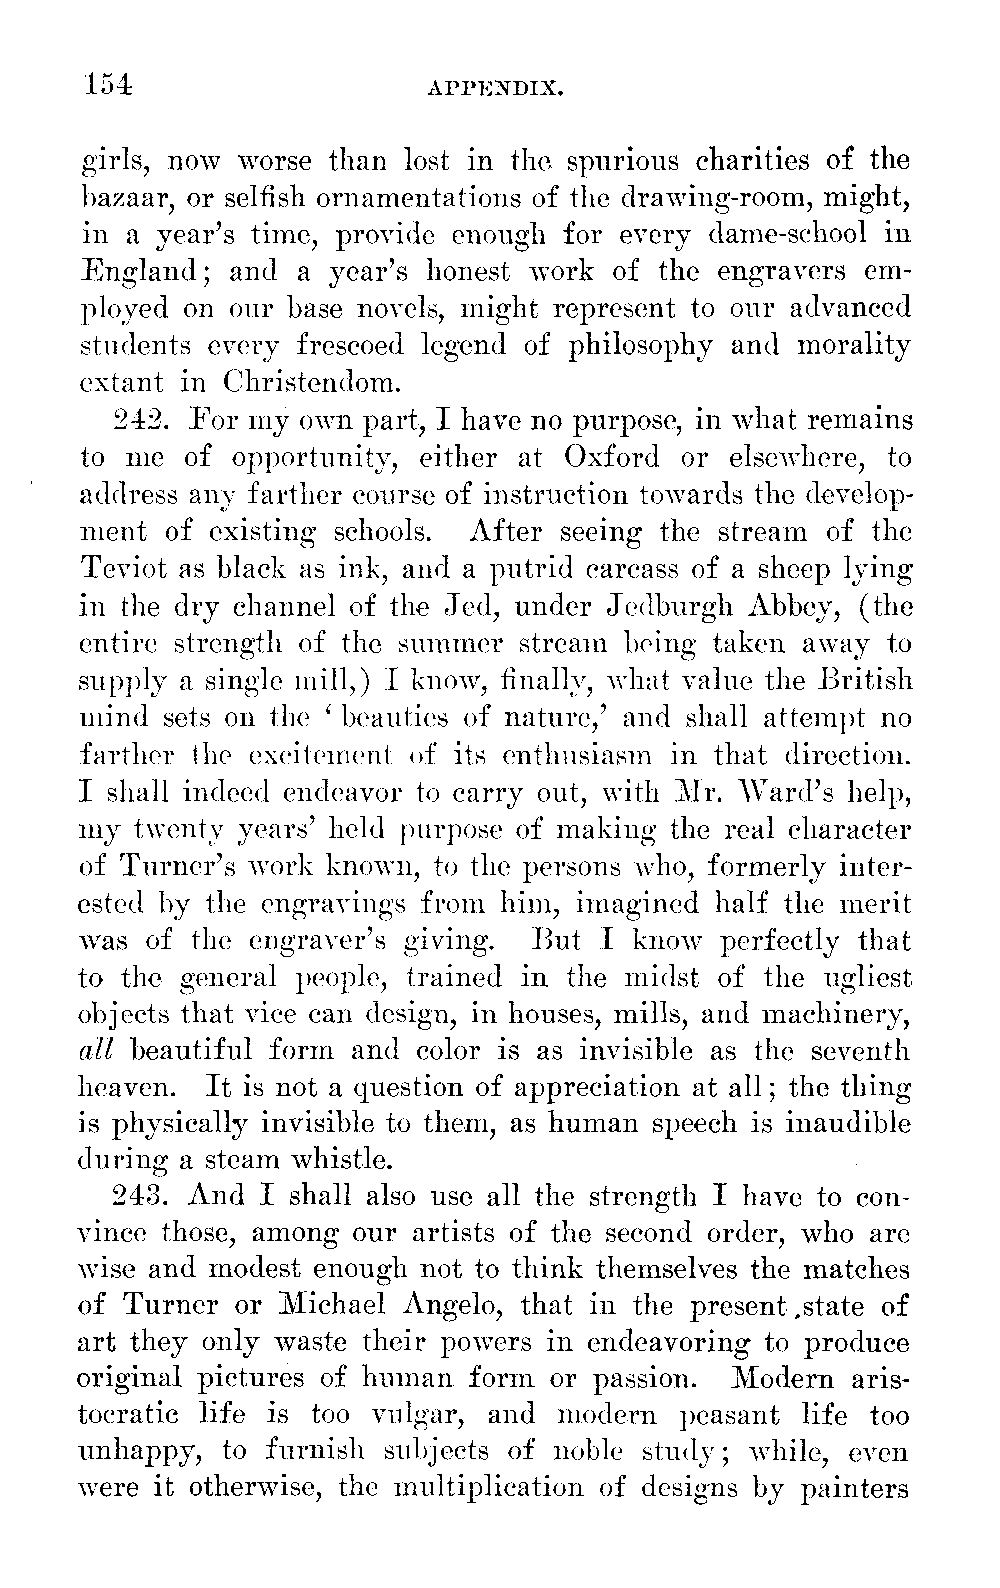 154 APPENDIX.
girls, now worse than lost in the spurious charities of the
bazaar, or selfish ornamentations of the drawing-room, might,
in a year's time, provide enough for every dame-school in
England; and a year's honest work of the engravers em-
ployed on our base novels, might represent to our advanced
students every frescoed legend of philosophy and morality
extant in Christendom.
242. For my own part, I have no purpose, in what remains
to me of opportunity, either at Oxford or elsewhere, to
address any farther course of instruction towards the develop-
ment of existing schools. After seeing the stream of the
Teviot as black as ink, and a putrid carcass of a sheep lying
in the dry channel of the Jed, under Jedburgh Abbey, (the
entire strength of the summer stream being taken away to
supply a single mill,) I know, finally, what value the British
mind sets on the ‘beauties of nature,’ and shall attempt no
farther the excitement of its enthusiasm in that direction.
I shall indeed endeavor to carry out, with Mr. Ward's help,
my twenty years' held purpose of making the real character
of Turner's work known, to the persons who, formerly inter-
ested by the engravings from him, imagined half the merit
was of the engraver's giving. But I know perfectly that
to the general people, trained in the midst of the ugliest
objects that vice can design, in houses, mills, and machinery,
all beautiful form and color is as invisible as the seventh
heaven. It is not a question of appreciation at all; the thing
is physically invisible to them, as human speech is inaudible
during a steam whistle.
243. And I shall also use all the strength I have to con-
vince those, among our artists of the second order, who are
wise and modest enough not to think themselves the matches
of Turner or Michael Angelo, that in the present state of
art they only waste their powers in endeavoring to produce
original pictures of human form or passion. Modern aris-
tocratic life is too vulgar, and modern peasant life too
unhappy, to furnish subjects of noble study; while, even
were it otherwise, the multiplication of designs by painters